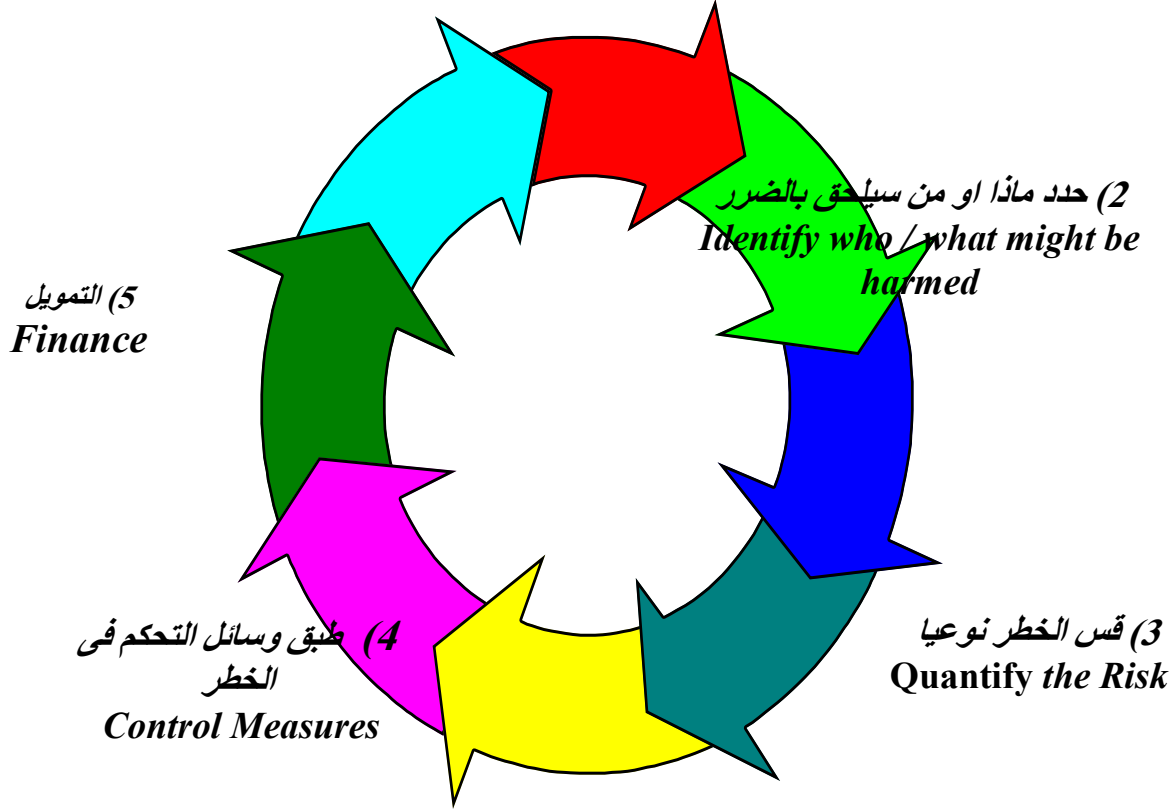 2) حدد ماذا او من سيلحق بالضرر
Identify who / what might be
harmed
3) قس الخطر نوعيا
Quantify the Risk
4) طبق وسائل التحكم فى
الخطر
Control Measures
5) التمويل
Finance